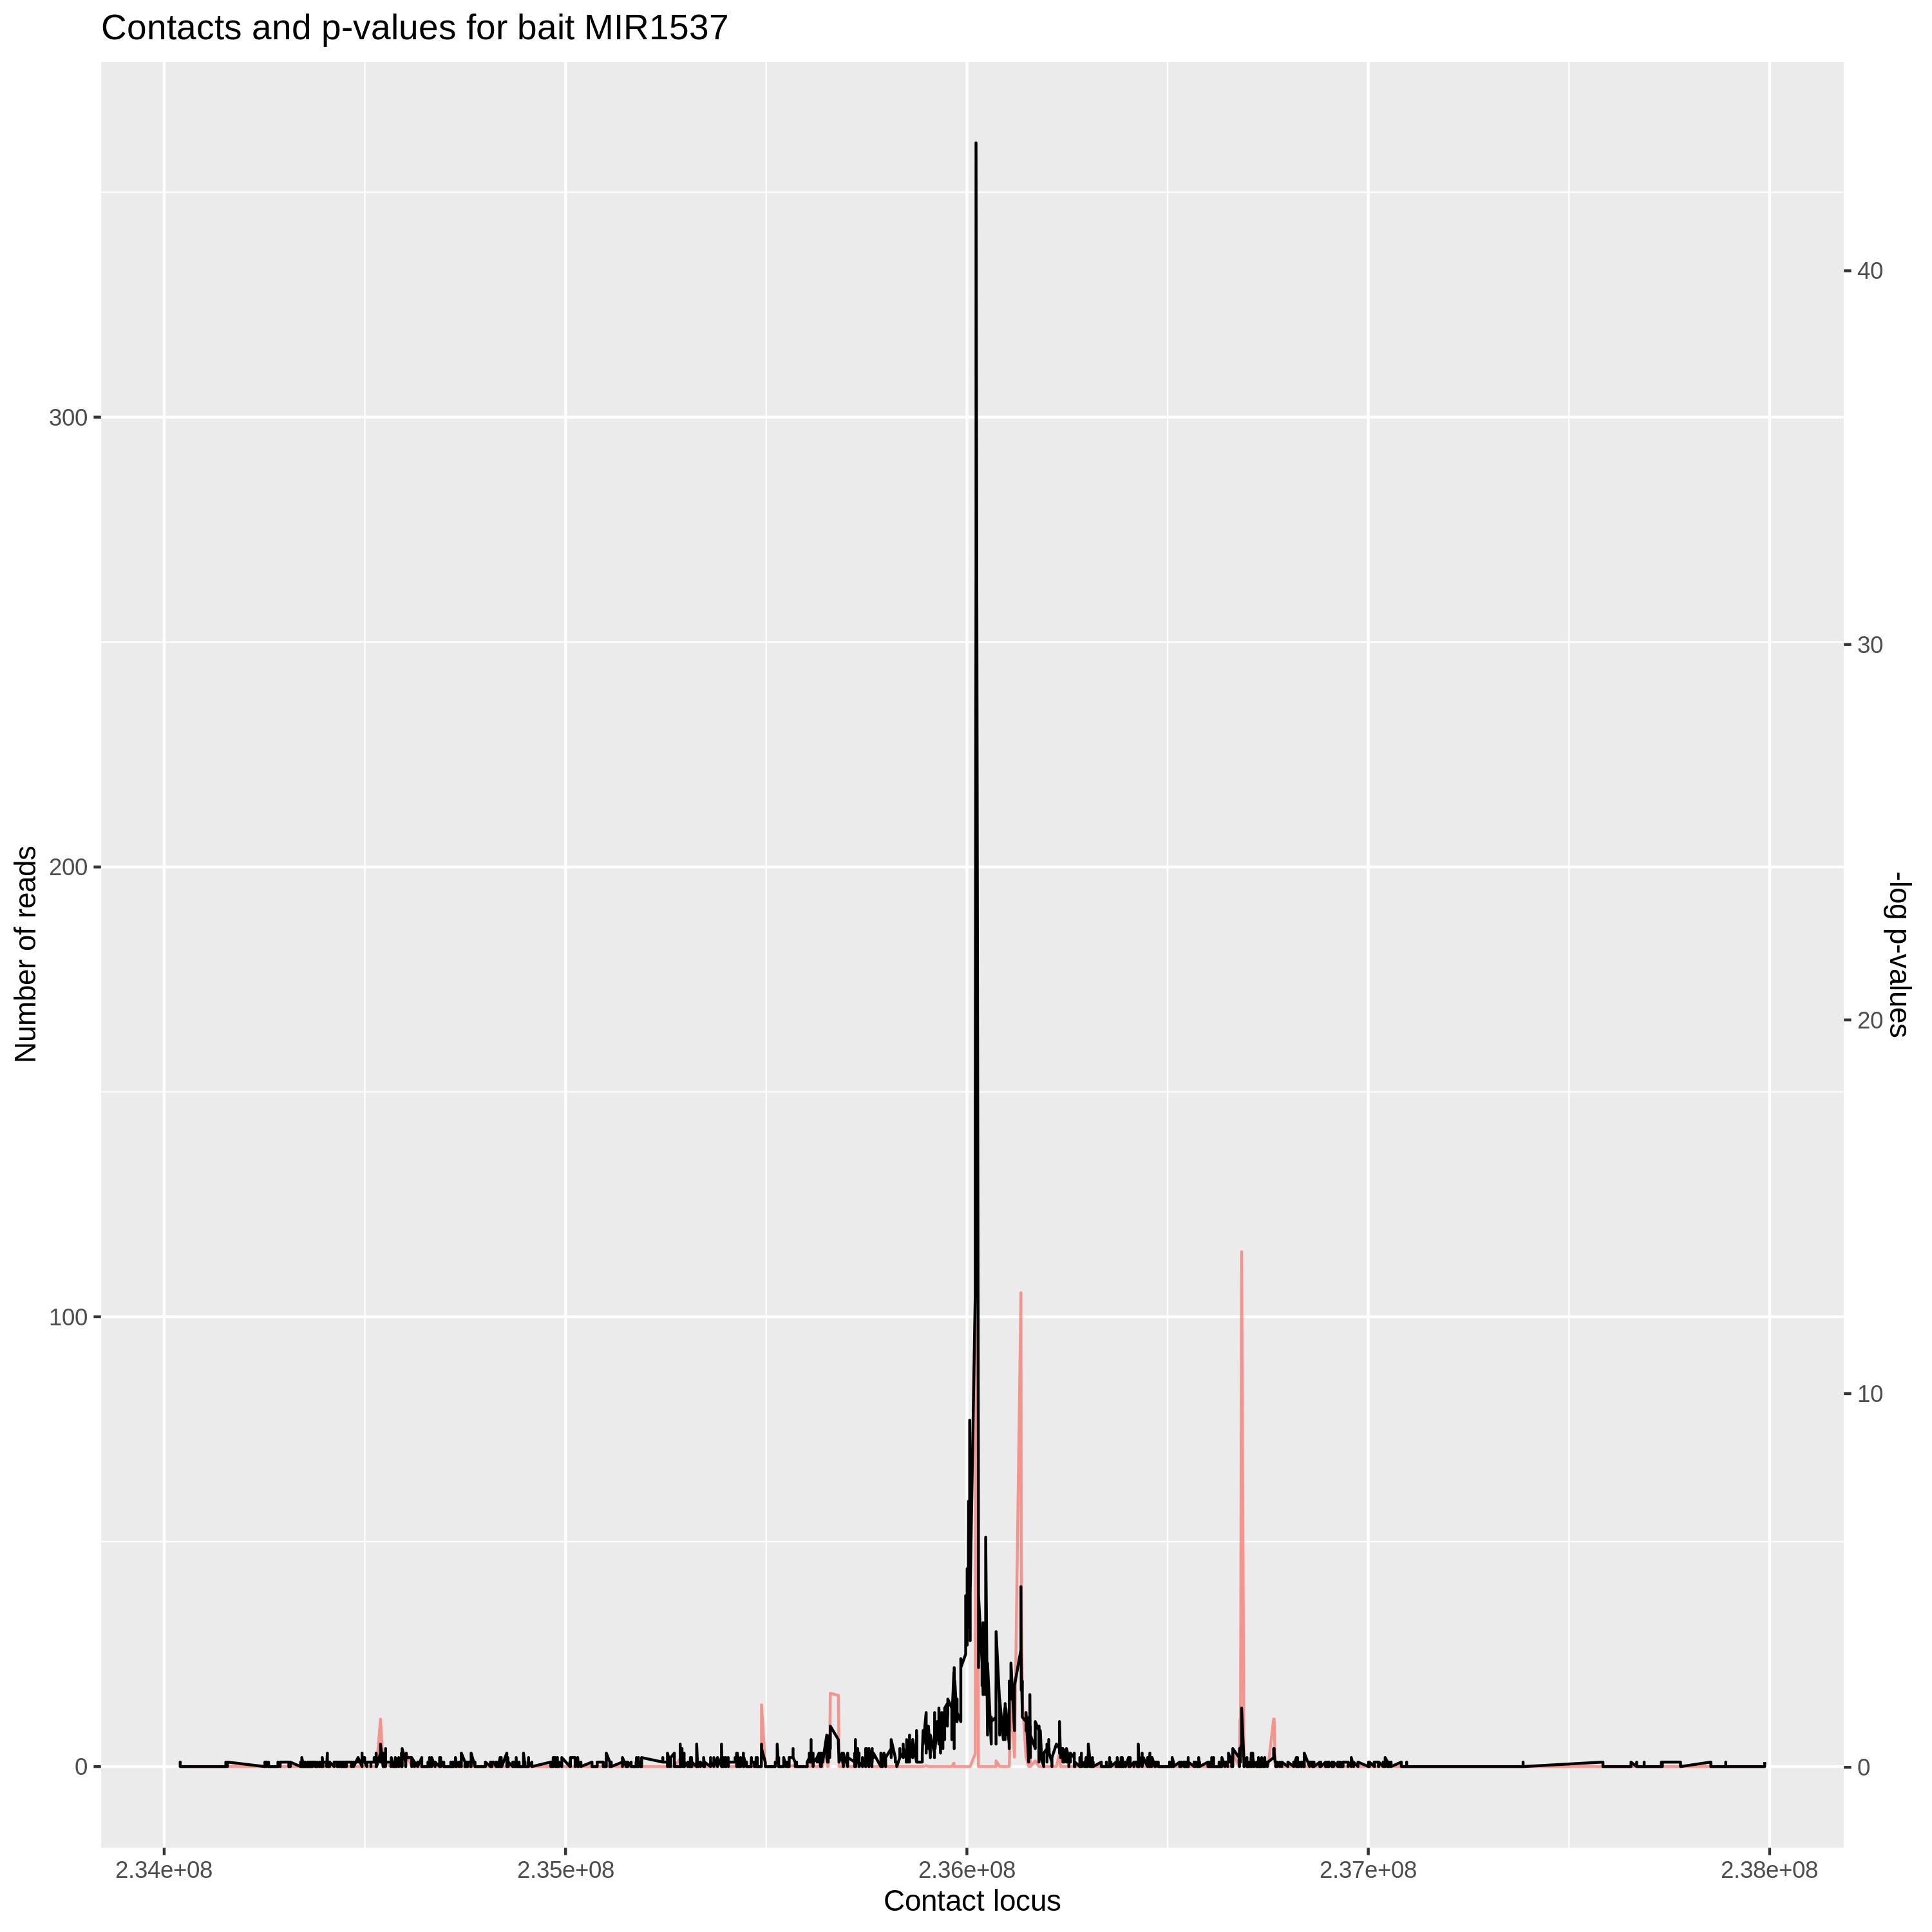 Contacts and p-values for bait MIR1537
Number of reads
300
200
100
0
40
30
20
10
0
-log p-values
2.34e+08 2.35e+08 2.36e+08 2.37e+08 2.38e+08
Contact locus